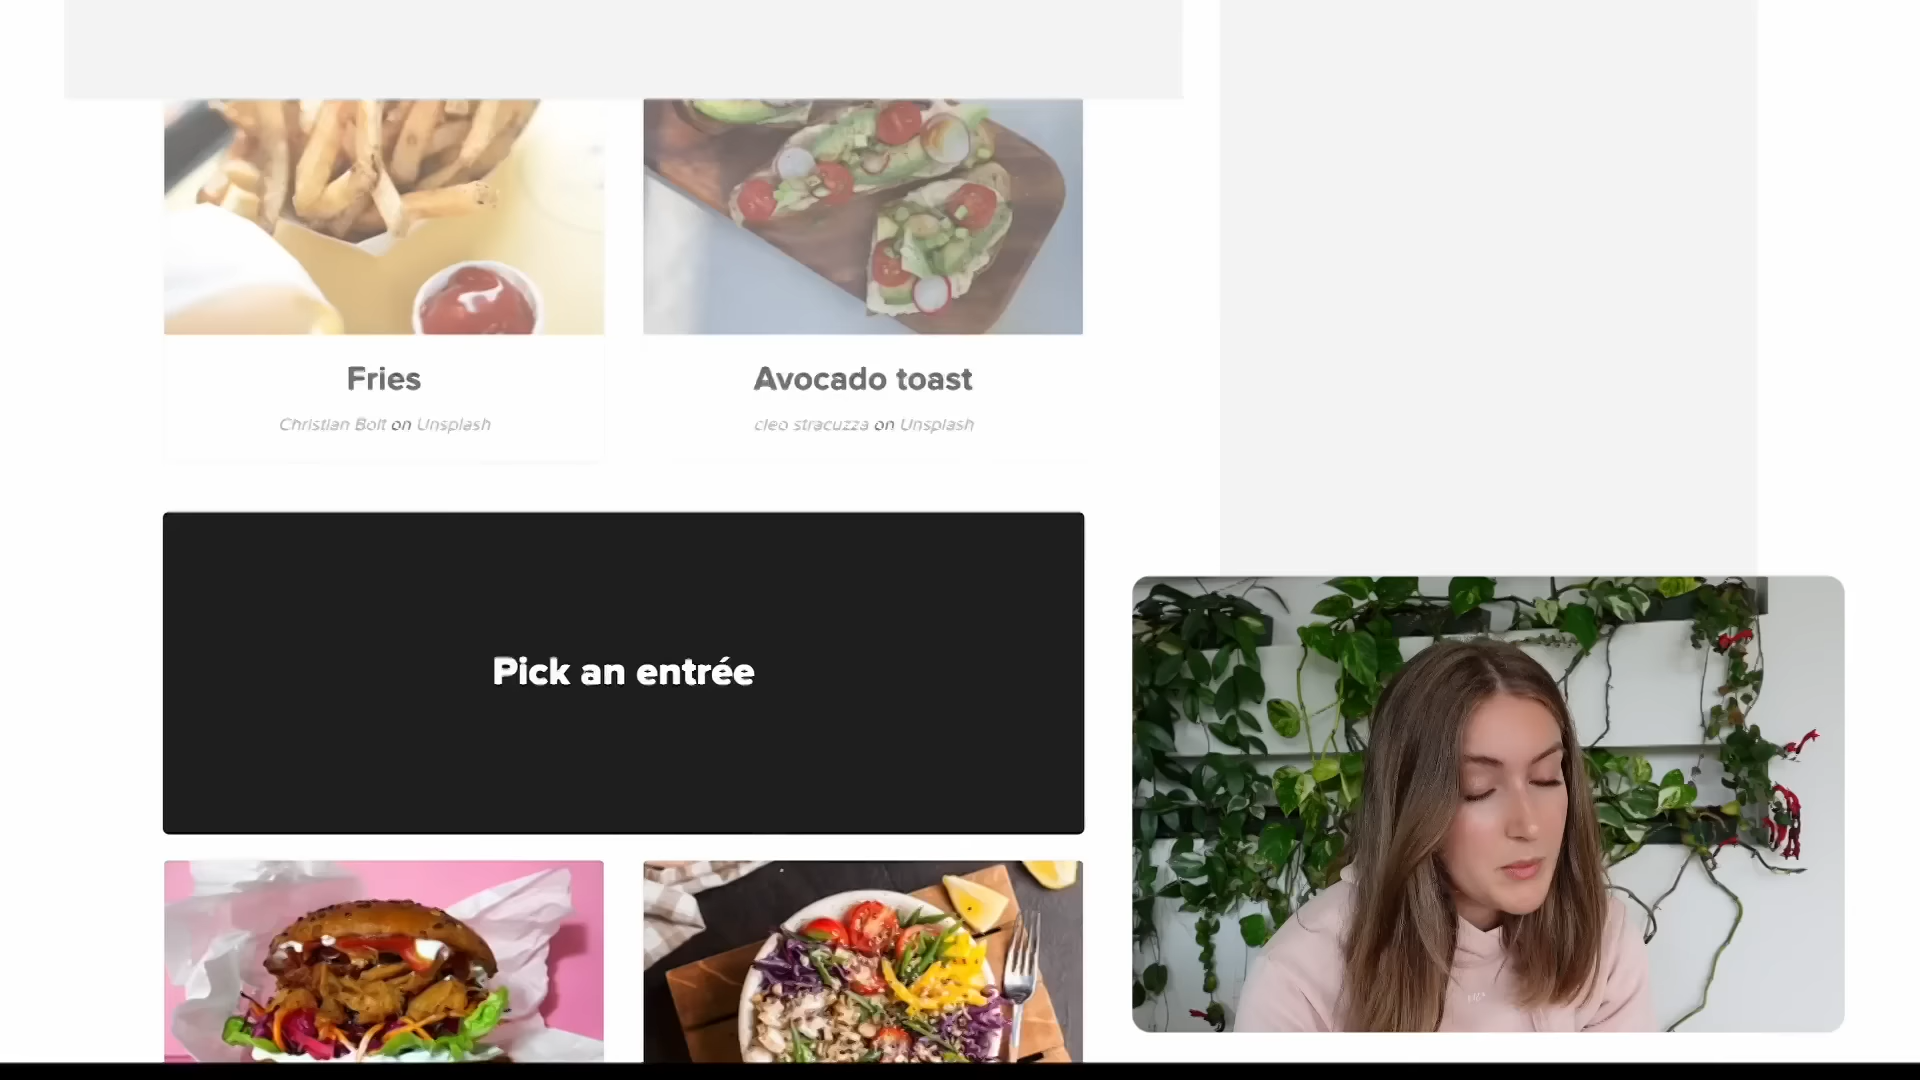 Fries
Avocado toast
Christian Bolt on Unsplash
cleo stracuzza on Unsplash
Pick an entrée